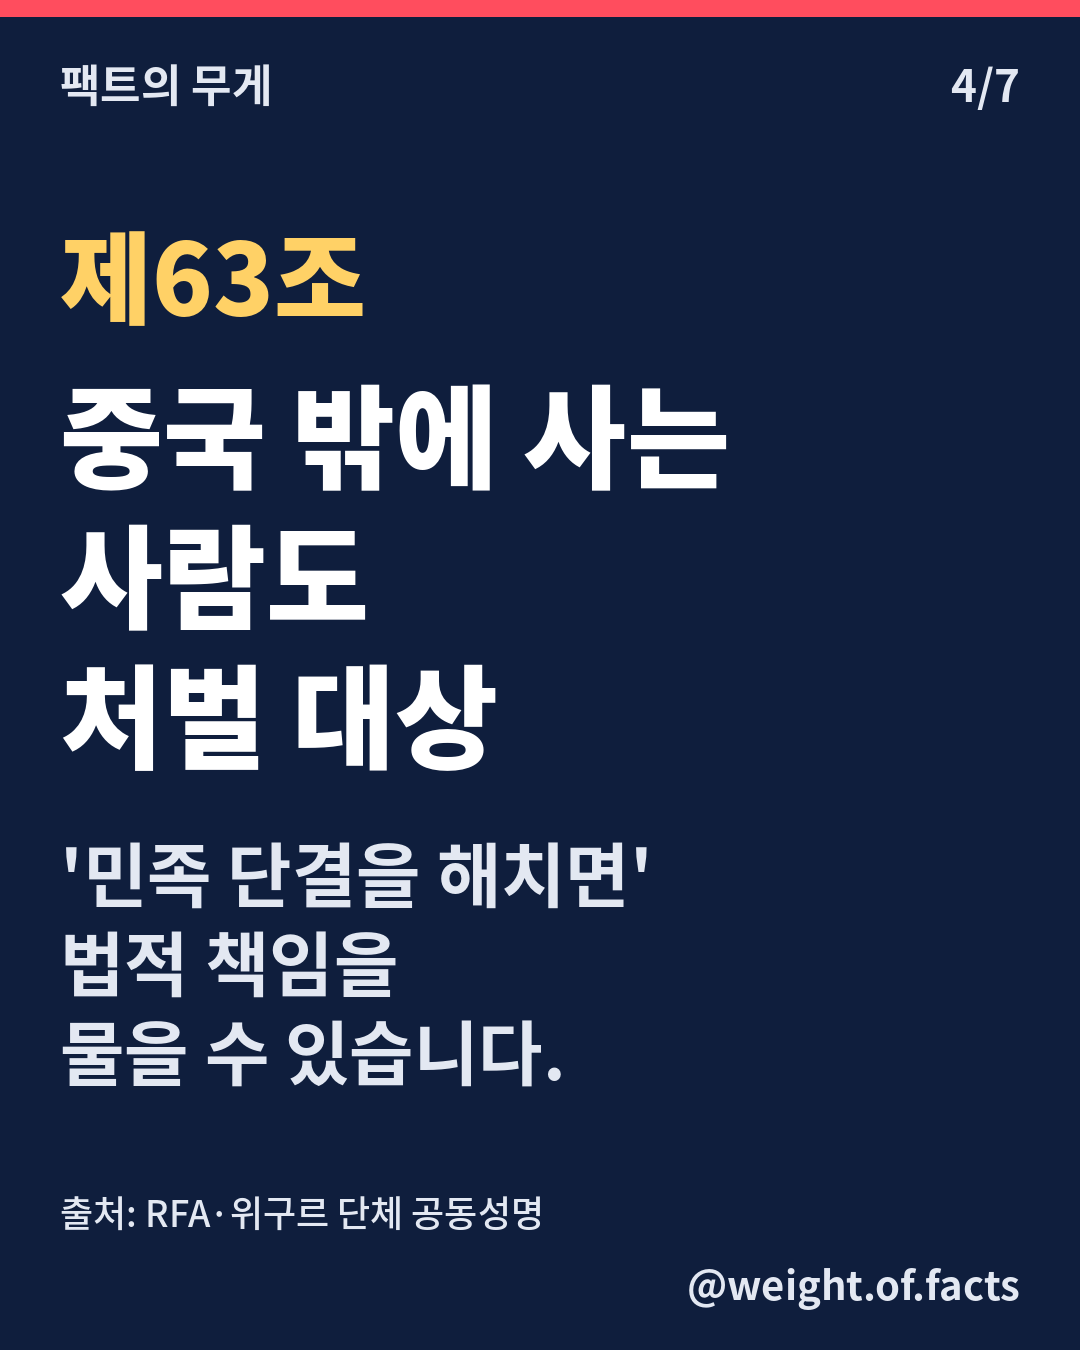 팩트의 무게
4/7
제63조
중국 밖에 사는
사람도
처벌 대상
'민족 단결을 해치면'
법적 책임을
물을 수 있습니다.
출처: RFA·위구르 단체 공동성명
@weight.of.facts